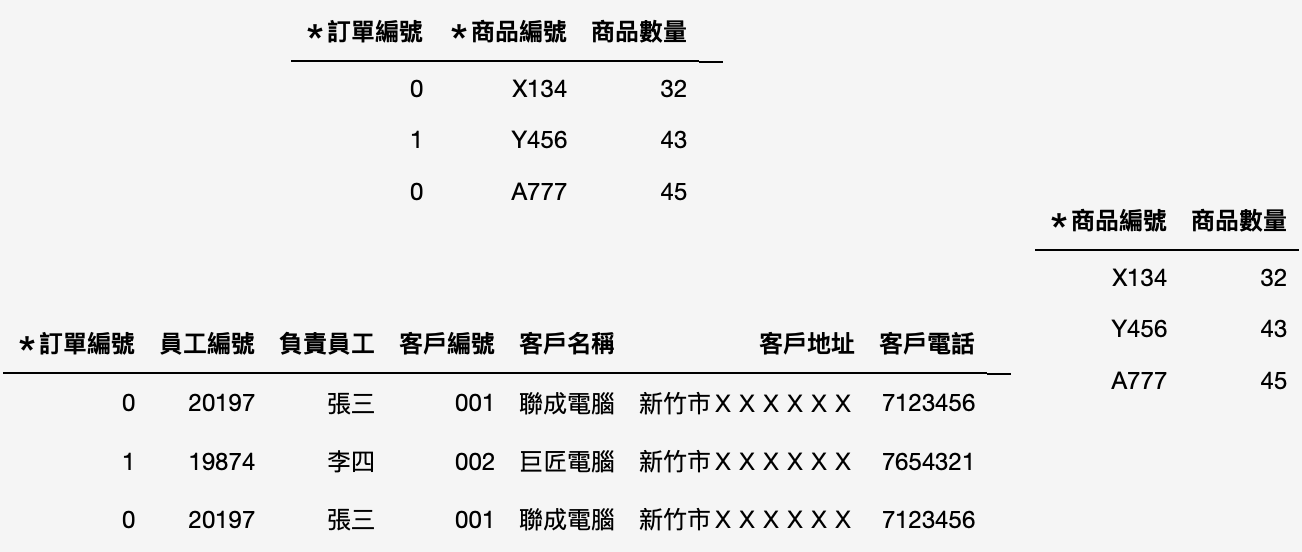 ＊訂單編號 ＊商品編號 商品數量
0 X134 32
1 Y456 43
0 A777 45
＊商品編號 商品數量
X134 32
Y456 43
A777 45
＊訂單編號 員工編號 負責員工 客戶編號 客戶名稱 客戶地址 客戶電話
0 20197 張三 001 聯成電腦 新竹市ＸＸＸＸＸＸ 7123456
1 19874 李四 002 巨匠電腦 新竹市ＸＸＸＸＸＸ 7654321
0 20197 張三 001 聯成電腦 新竹市ＸＸＸＸＸＸ 7123456